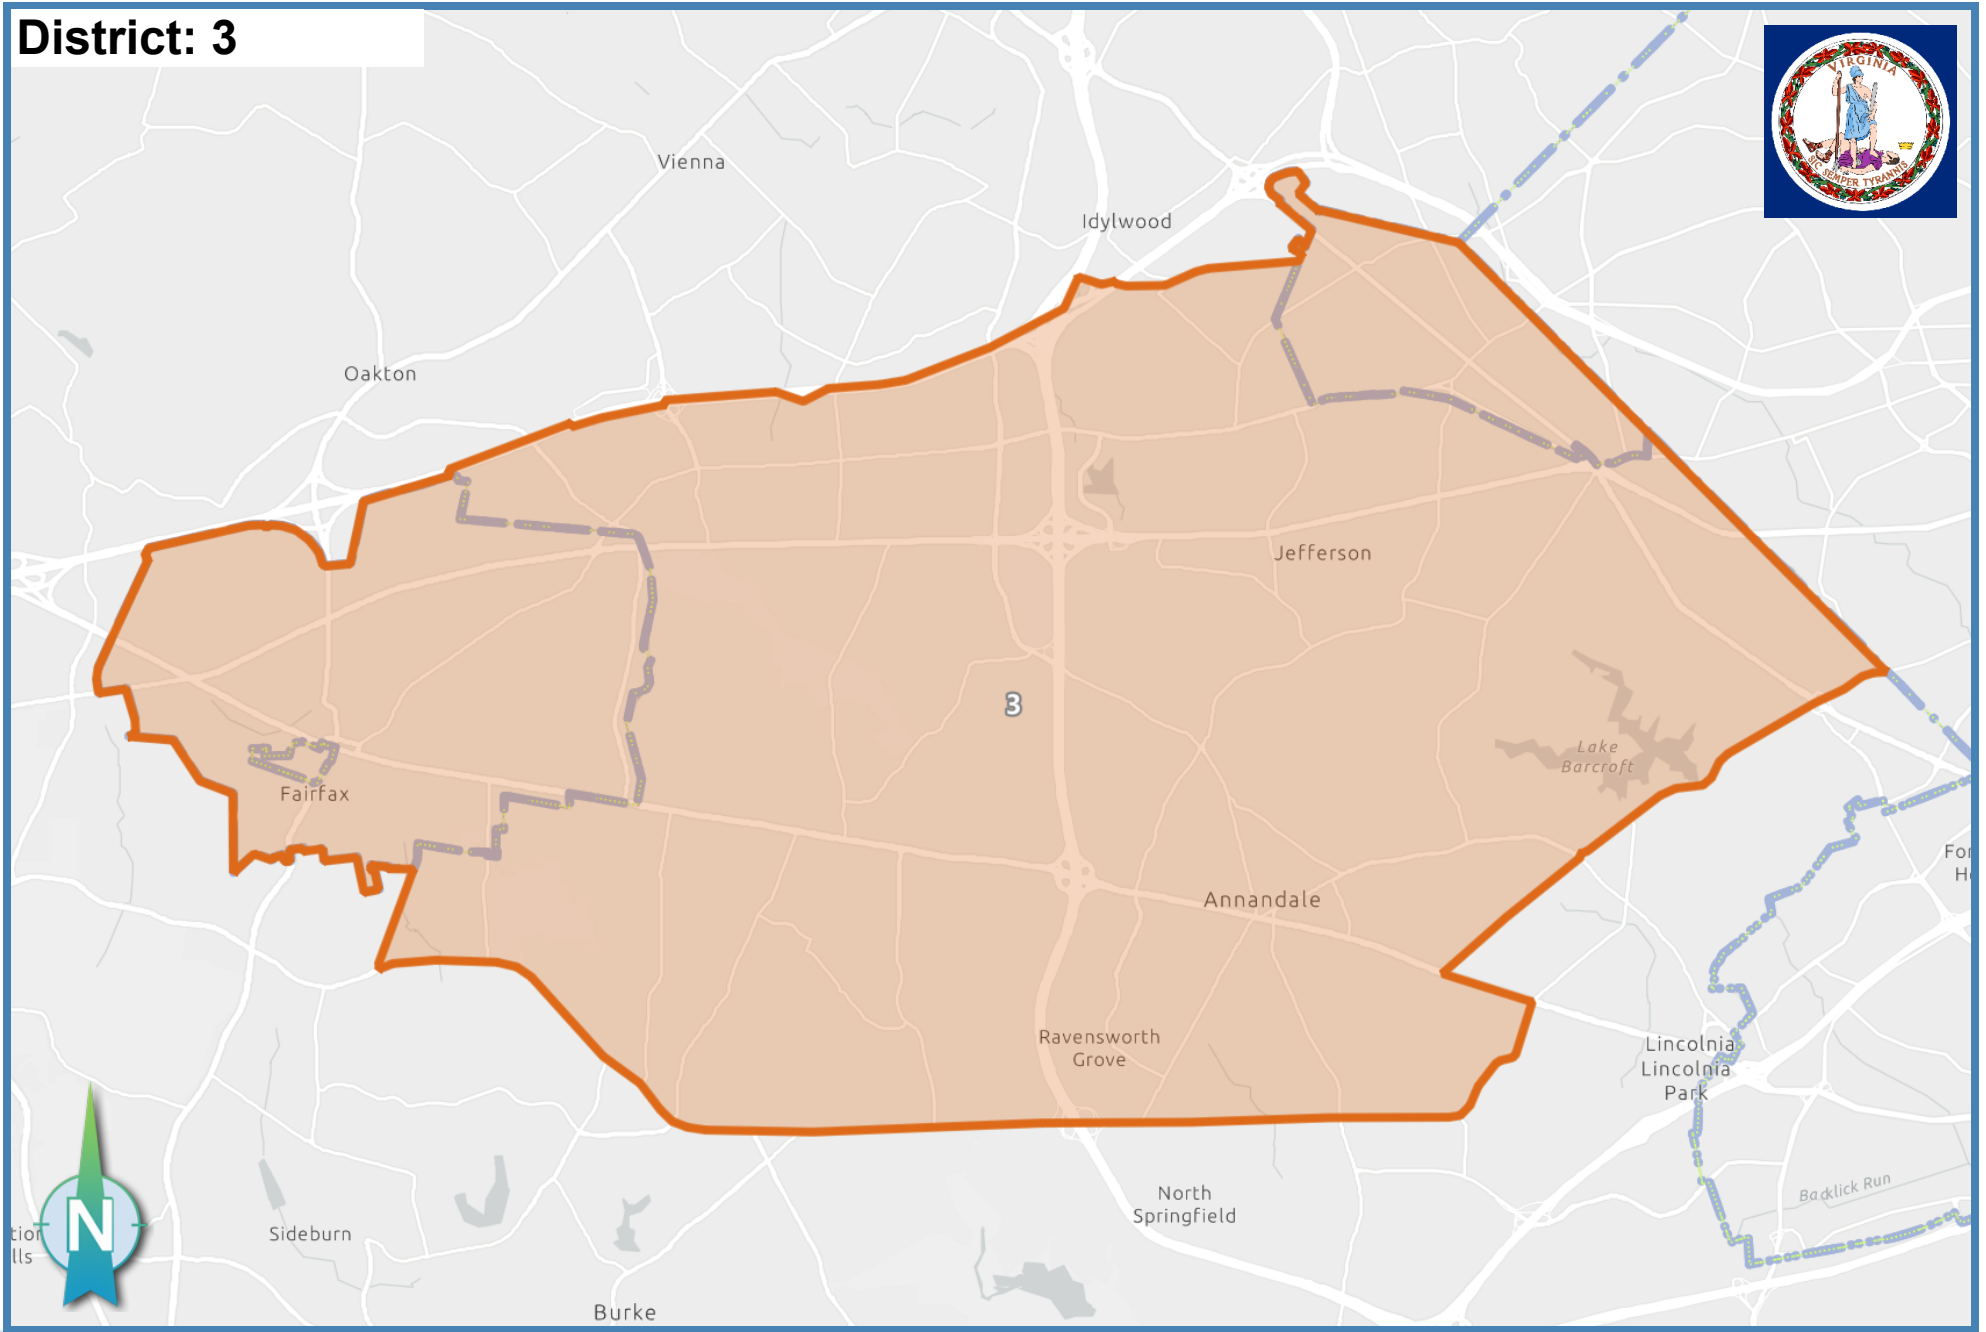 District: 3
VIRGINIA
SIC SEMPER TYRANNIS
Vienna
Idylwood
Oakton
Jefferson
3
Lake
Barcroft
Fairfax
Annandale
Ravensworth
Grove
Lincolnia
Lincolnia
Park
North
Springfield
Backlick Run
Sideburn
Burke
N